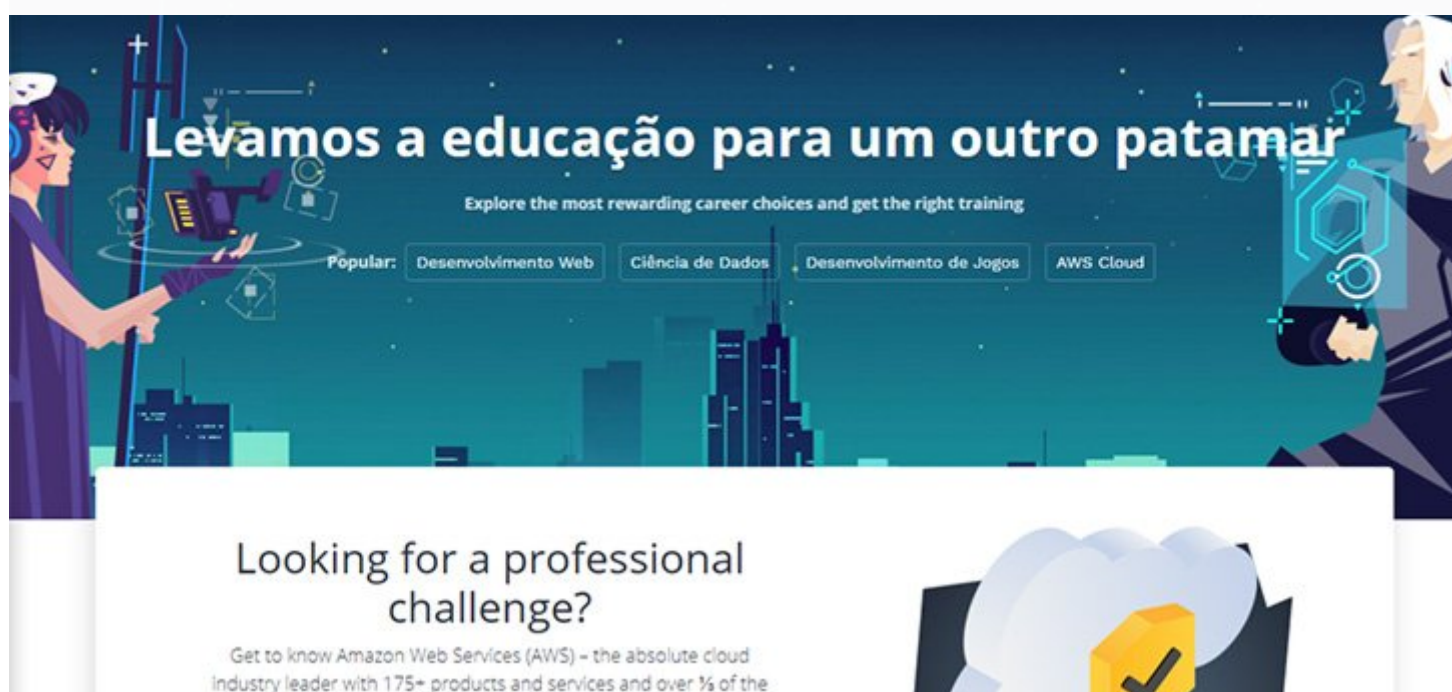 Levamos a educação para um outro patamar
Explore the most rewarding career choices and get the right training
Popular: Desenvolvimento Web Ciência de Dados Desenvolvimento de Jogos AWS Cloud
Looking for a professional
challenge?
Get to know Amazon Web Services (AWS) – the absolute cloud
industry leader with 175+ products and services and over ⅓ of the